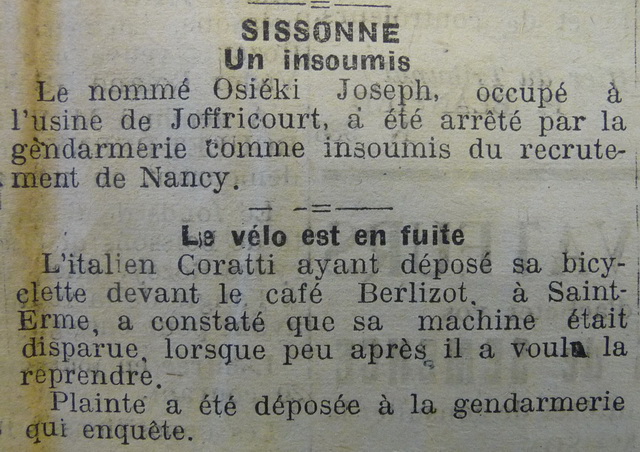 SISSONNE
Un insoumis
Le nommé Osiéki Joseph, occupé à
l'usine de Joffricourt, a été arrêté par la
gendarmerie comme insoumis du recrute-
ment de Nancy.
Le vélo est en fuite
L'italien Coratti ayant déposé sa bicy-
clette devant le café Berlizot, à Saint-
Erme, a constaté que sa machine était
disparue, lorsque peu après il a voulu la
reprendre.
Plainte a été déposée à la gendarmerie
qui enquête.